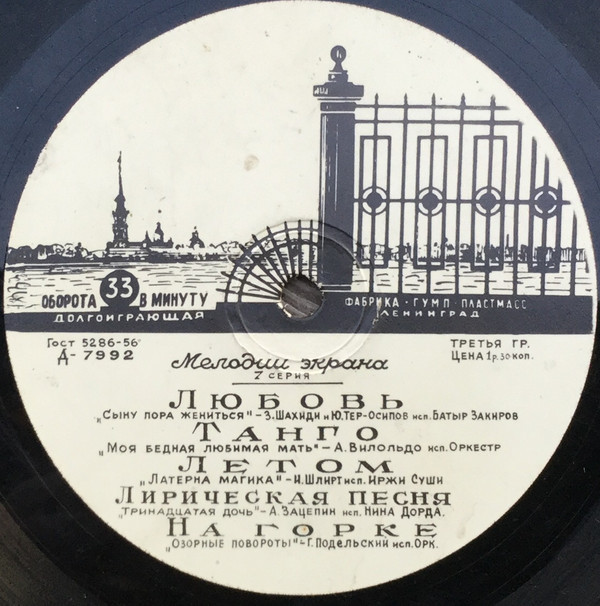 33
ОБОРОТА В МИНУТУ
ДОЛГОИГРАЮЩАЯ
ФАБРИКА · ГУМП · ПЛАСТМАСС
ЛЕНИНГРАД
ГОСТ 5286-56
Д-7992
ТРЕТЬЯ ГР.
ЦЕНА 1 р. 30 коп.
Мелодии экрана
7 СЕРИЯ
ЛЮБОВЬ
„СЫНУ ПОРА ЖЕНИТЬСЯ" – З. ШАХИДИ и Ю. ТЕР-ОСИПОВ исп. БАТЫР ЗАКИРОВ
ТАНГО
„МОЯ БЕДНАЯ ЛЮБИМАЯ МАТЬ" – А. ВИЛОЛЬДО исп. ОРКЕСТР
ЛЕТОМ
„ЛАТЕРНА МАГИКА" – И. ШЛИРТ исп. ИРЖИ СУШИ
ЛИРИЧЕСКАЯ ПЕСНЯ
„ТРИНАДЦАТАЯ ДОЧЬ" – А. ЗАЦЕПИН исп. НИНА ДОРДА.
НА ГОРКЕ
„ОЗОРНЫЕ ПОВОРОТЫ" – Г. ПОДЕЛЬСКИЙ исп. ОРК.